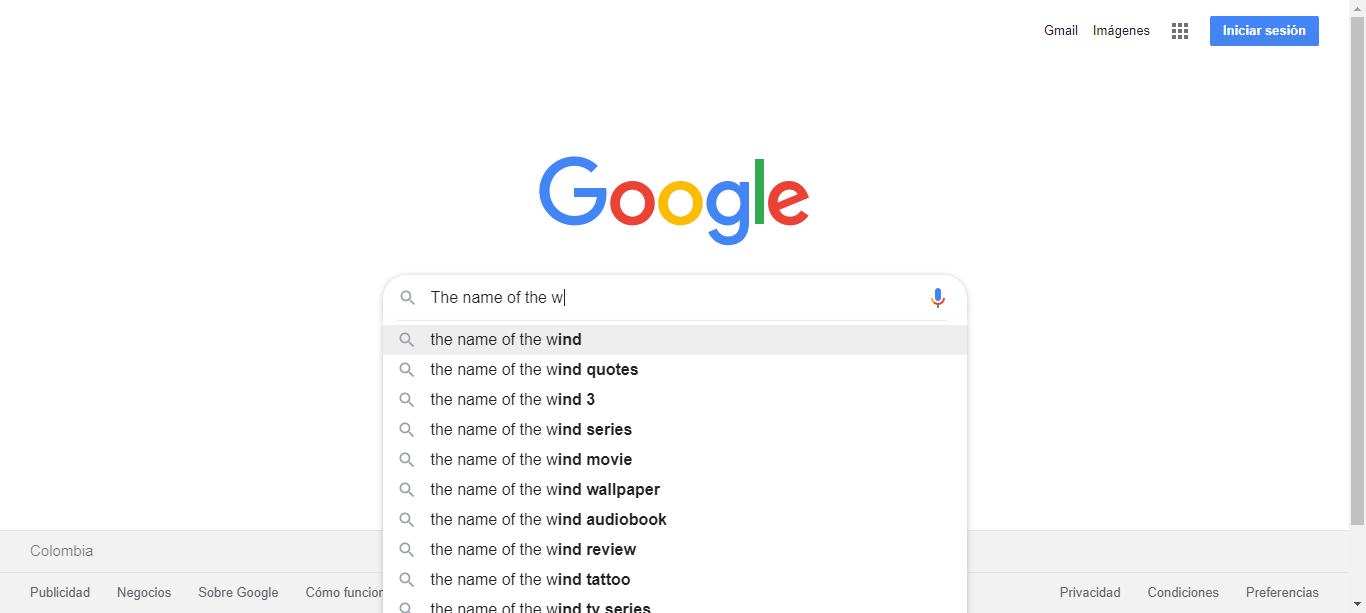 Gmail Imágenes Iniciar sesión
Google
The name of the w
the name of the wind
the name of the wind quotes
the name of the wind 3
the name of the wind series
the name of the wind movie
the name of the wind wallpaper
the name of the wind audiobook
the name of the wind review
the name of the wind tattoo
the name of the wind tv series
Colombia
Publicidad Negocios Sobre Google Cómo funcion Privacidad Condiciones Preferencias